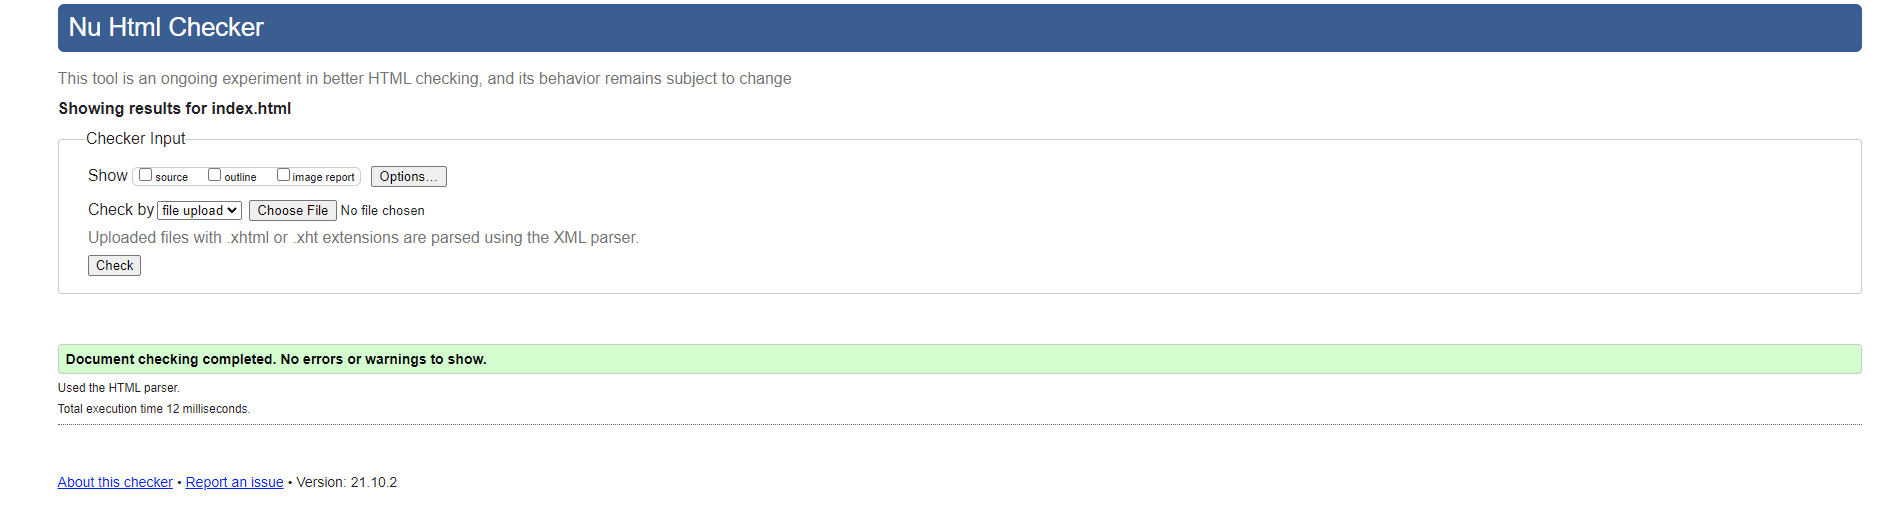 Nu Html Checker
This tool is an ongoing experiment in better HTML checking, and its behavior remains subject to change
Showing results for index.html
Checker Input
Show source outline image report Options...
Check by file upload Choose File No file chosen
Uploaded files with .xhtml or .xht extensions are parsed using the XML parser.
Check
Document checking completed. No errors or warnings to show.
Used the HTML parser.
Total execution time 12 milliseconds.
About this checker • Report an issue • Version: 21.10.2